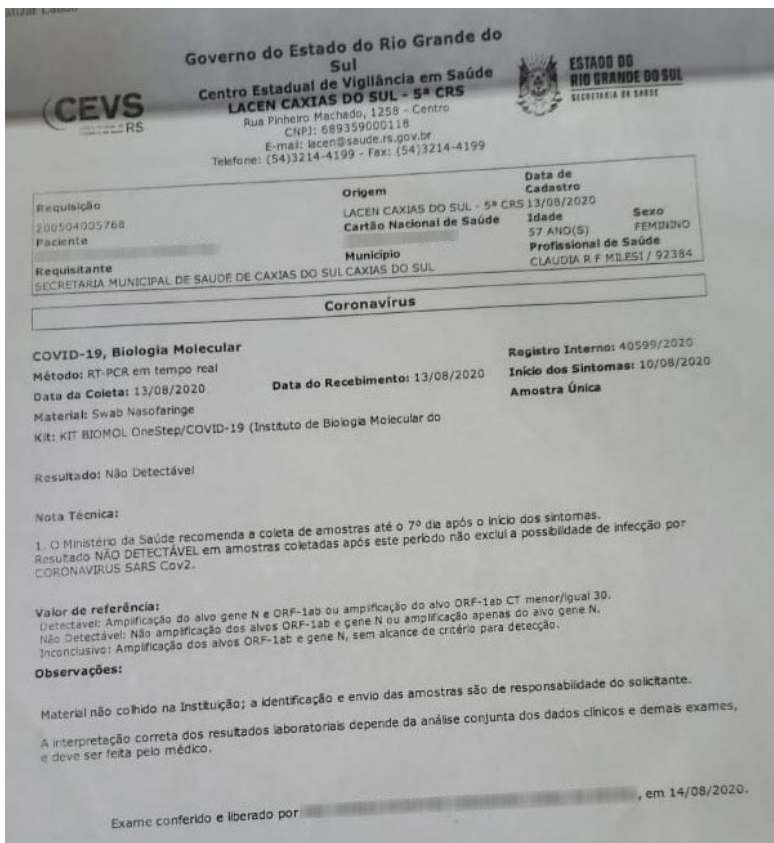 Governo do Estado do Rio Grande do
Sul
Centro Estadual de Vigilância em Saúde
LACEN CAXIAS DO SUL - 5ª CRS
Rua Pinheiro Machado, 1258 - Centro
CNPJ: 689359000118
E-mail: lacen@saude.rs.gov.br
Telefone: (54)3214-4199 - Fax: (54)3214-4199
CEVS
RS
ESTADO DO
RIO GRANDE DO SUL
SECRETARIA DA SAÚDE
Requisição Origem Data de Cadastro
200504005768 LACEN CAXIAS DO SUL - 5ª CRS 13/08/2020
Paciente Cartão Nacional de Saúde Idade Sexo
57 ANO(S) FEMININO
Requisitante Município Profissional de Saúde
SECRETARIA MUNICIPAL DE SAUDE DE CAXIAS DO SUL CAXIAS DO SUL CLAUDIA R F MILESI / 92384
Coronavírus
COVID-19, Biologia Molecular
Método: RT-PCR em tempo real Registro Interno: 40599/2020
Data da Coleta: 13/08/2020 Data do Recebimento: 13/08/2020 Início dos Sintomas: 10/08/2020
Material: Swab Nasofaringe Amostra Única
Kit: KIT BIOMOL OneStep/COVID-19 (Instituto de Biologia Molecular do
Resultado: Não Detectável
Nota Técnica:
1. O Ministério da Saúde recomenda a coleta de amostras até o 7º dia após o início dos sintomas.
Resultado NÃO DETECTÁVEL em amostras coletadas após este período não exclui a possibilidade de infecção por
CORONAVIRUS SARS Cov2.
Valor de referência:
Detectável: Amplificação do alvo gene N e ORF-1ab ou amplificação do alvo ORF-1ab CT menor/igual 30.
Não Detectável: Não amplificação dos alvos ORF-1ab e gene N ou amplificação apenas do alvo gene N.
Inconclusivo: Amplificação dos alvos ORF-1ab e gene N, sem alcance de critério para detecção.
Observações:
Material não colhido na Instituição; a identificação e envio das amostras são de responsabilidade do solicitante.
A interpretação correta dos resultados laboratoriais depende da análise conjunta dos dados clínicos e demais exames,
e deve ser feita pelo médico.
Exame conferido e liberado por , em 14/08/2020.